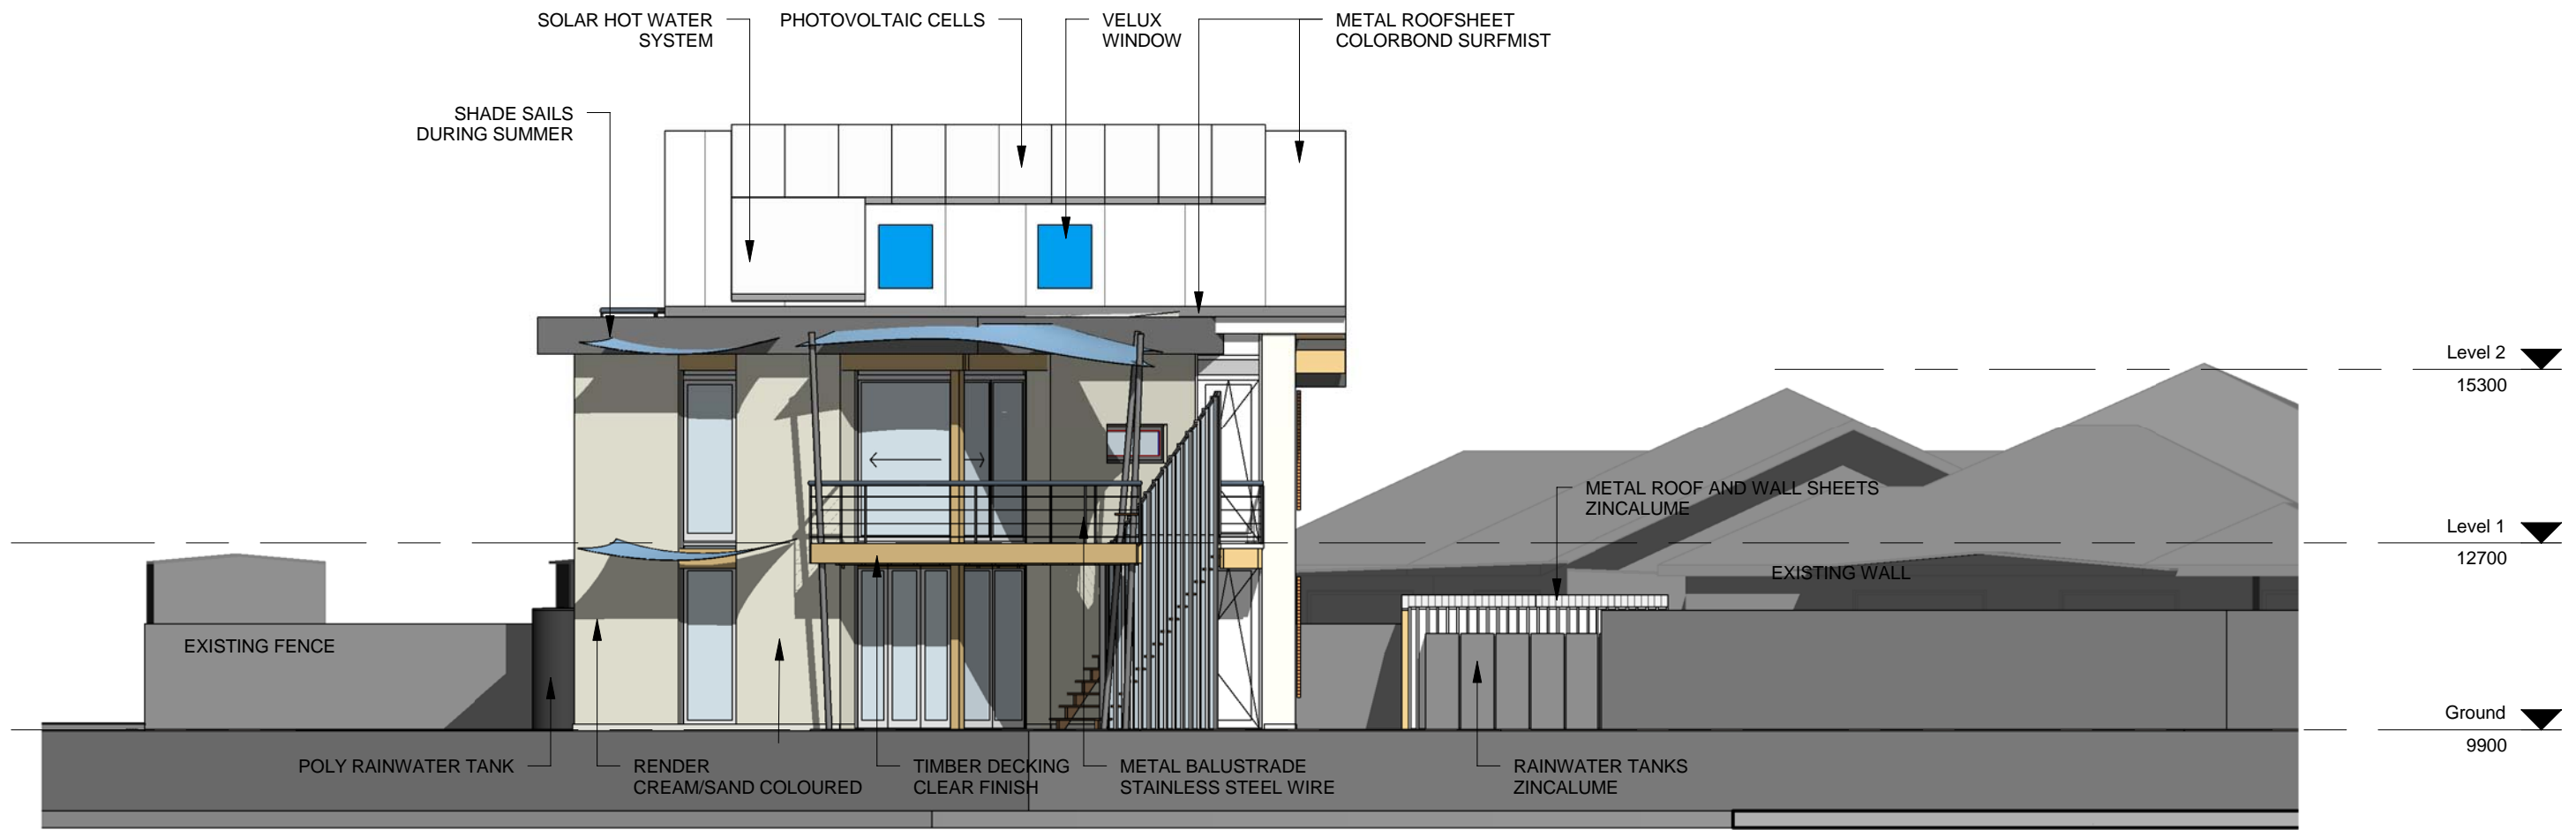 SOLAR HOT WATER
SYSTEM
PHOTOVOLTAIC CELLS
VELUX
WINDOW
METAL ROOFSHEET
COLORBOND SURFMIST
SHADE SAILS
DURING SUMMER
Level 2
15300
METAL ROOF AND WALL SHEETS
ZINCALUME
Level 1
12700
EXISTING WALL
EXISTING FENCE
Ground
9900
POLY RAINWATER TANK
RENDER
CREAM/SAND COLOURED
TIMBER DECKING
CLEAR FINISH
METAL BALUSTRADE
STAINLESS STEEL WIRE
RAINWATER TANKS
ZINCALUME